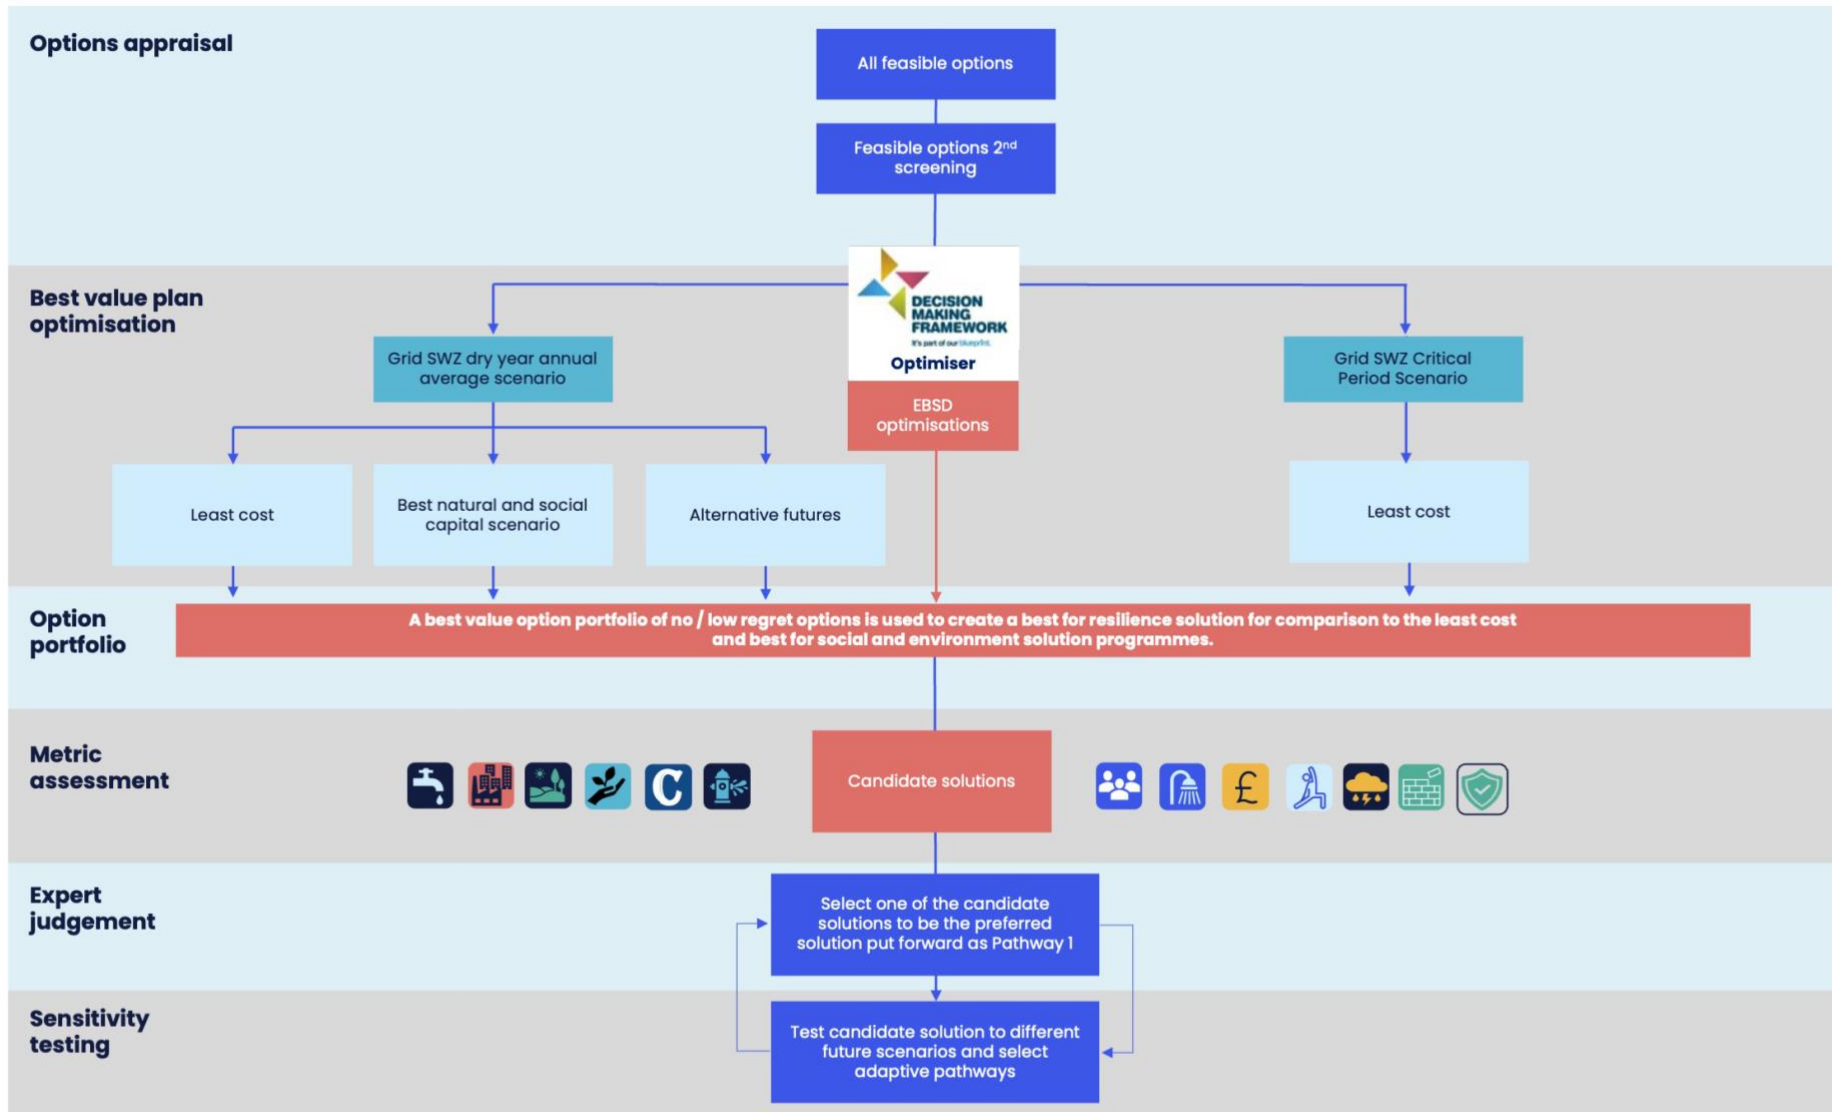 Options appraisal
All feasible options
Feasible options 2nd
screening
Best value plan
optimisation
DECISION
MAKING
FRAMEWORK
It's part of our blueprint.
Optimiser
EBSD
optimisations
Grid SWZ dry year annual
average scenario
Grid SWZ Critical
Period Scenario
Least cost
Best natural and social
capital scenario
Alternative futures
Least cost
Option
portfolio
A best value option portfolio of no / low regret options is used to create a best for resilience solution for comparison to the least cost
and best for social and environment solution programmes.
Metric
assessment
C
Candidate solutions
£
Expert
judgement
Select one of the candidate
solutions to be the preferred
solution put forward as Pathway 1
Sensitivity
testing
Test candidate solution to different
future scenarios and select
adaptive pathways